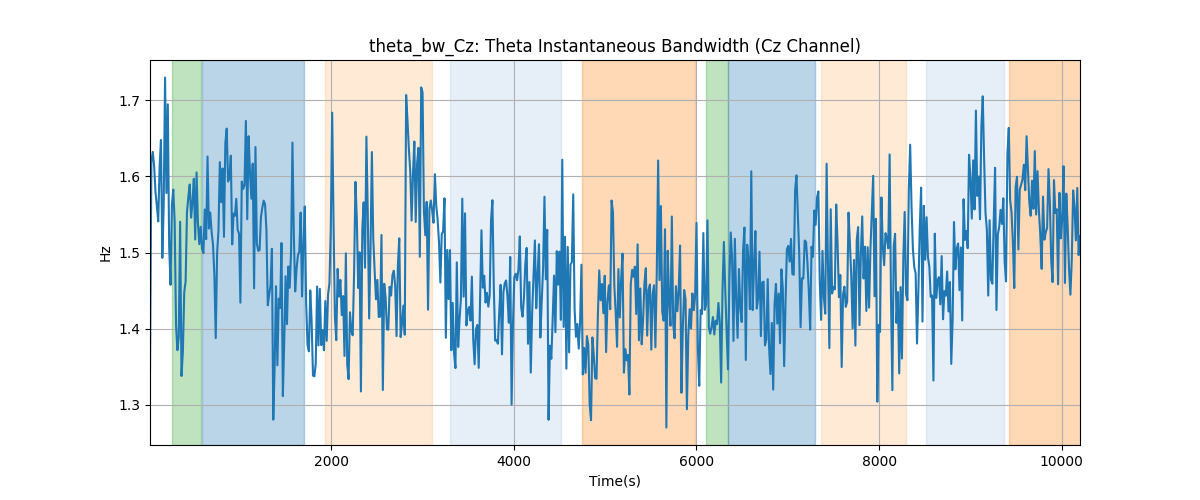 theta_bw_Cz: Theta Instantaneous Bandwidth (Cz Channel)
1.7
1.6
1.5
1.4
1.3
Hz
2000 4000 6000 8000 10000
Time(s)